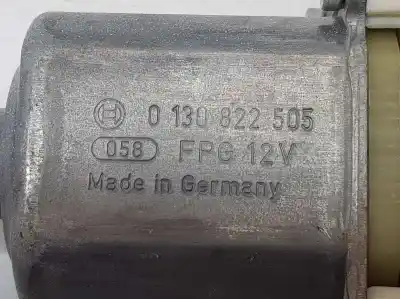 0 130 822 505
058 FPG 12V
Made in Germany